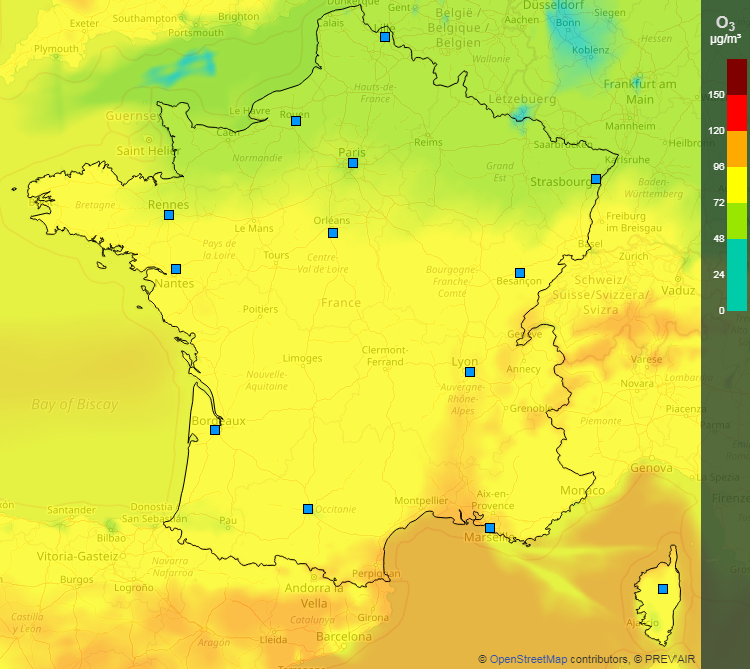 Dunkerque
Southampton
Brighton
Exeter
Portsmouth
Plymouth
Calais
Lille
Gent
België /
Belgique /
Belgien
Aachen
Düsseldorf
Siegen
Bonn
Koblenz
Hessen
Wallonie
Frankfurt am
Main
Lëtzebuerg
Mannheim
Heilbronn
Saarbrücken
Karlsruhe
Hauts-de-
France
Guernsey
Le Havre
Rouen
Caen
Saint Helier
Normandie
Paris
Reims
Grand
Est
Strasbourg
Baden-
Württemberg
Freiburg
im Breisgau
Bretagne
Rennes
Le Mans
Orléans
Pays de
la Loire
Tours
Centre-
Val de Loire
Bourgogne-
Franche-
Comté
Basel
Zürich
Besançon
Schweiz/
Suisse/Svizzera/
Svizra
Vaduz
Nantes
Poitiers
France
Genève
Limoges
Clermont-
Ferrand
Lyon
Annecy
Varese
Novara
Lombardia
Nouvelle-
Aquitaine
Auvergne-
Rhône-
Alpes
Grenoble
Piacenza
Piemonte
Parma
Bay of Biscay
Bordeaux
Genova
La Spezia
Firenze
Monaco
Montpellier
Aix-en-
Provence
Marseille
Occitanie
Santander
Donostia
San Sebastián
Pau
Bilbao
Vitoria-Gasteiz
Navarra
- Nafarroa
Burgos
Logroño
Perpignan
Andorra la
Vella
Castilla
y León
Aragón
Lleida
Catalunya
Girona
Barcelona
Tarragona
Ajaccio
O3
µg/m³
150
120
96
72
48
24
0
© OpenStreetMap contributors, © PREV'AIR